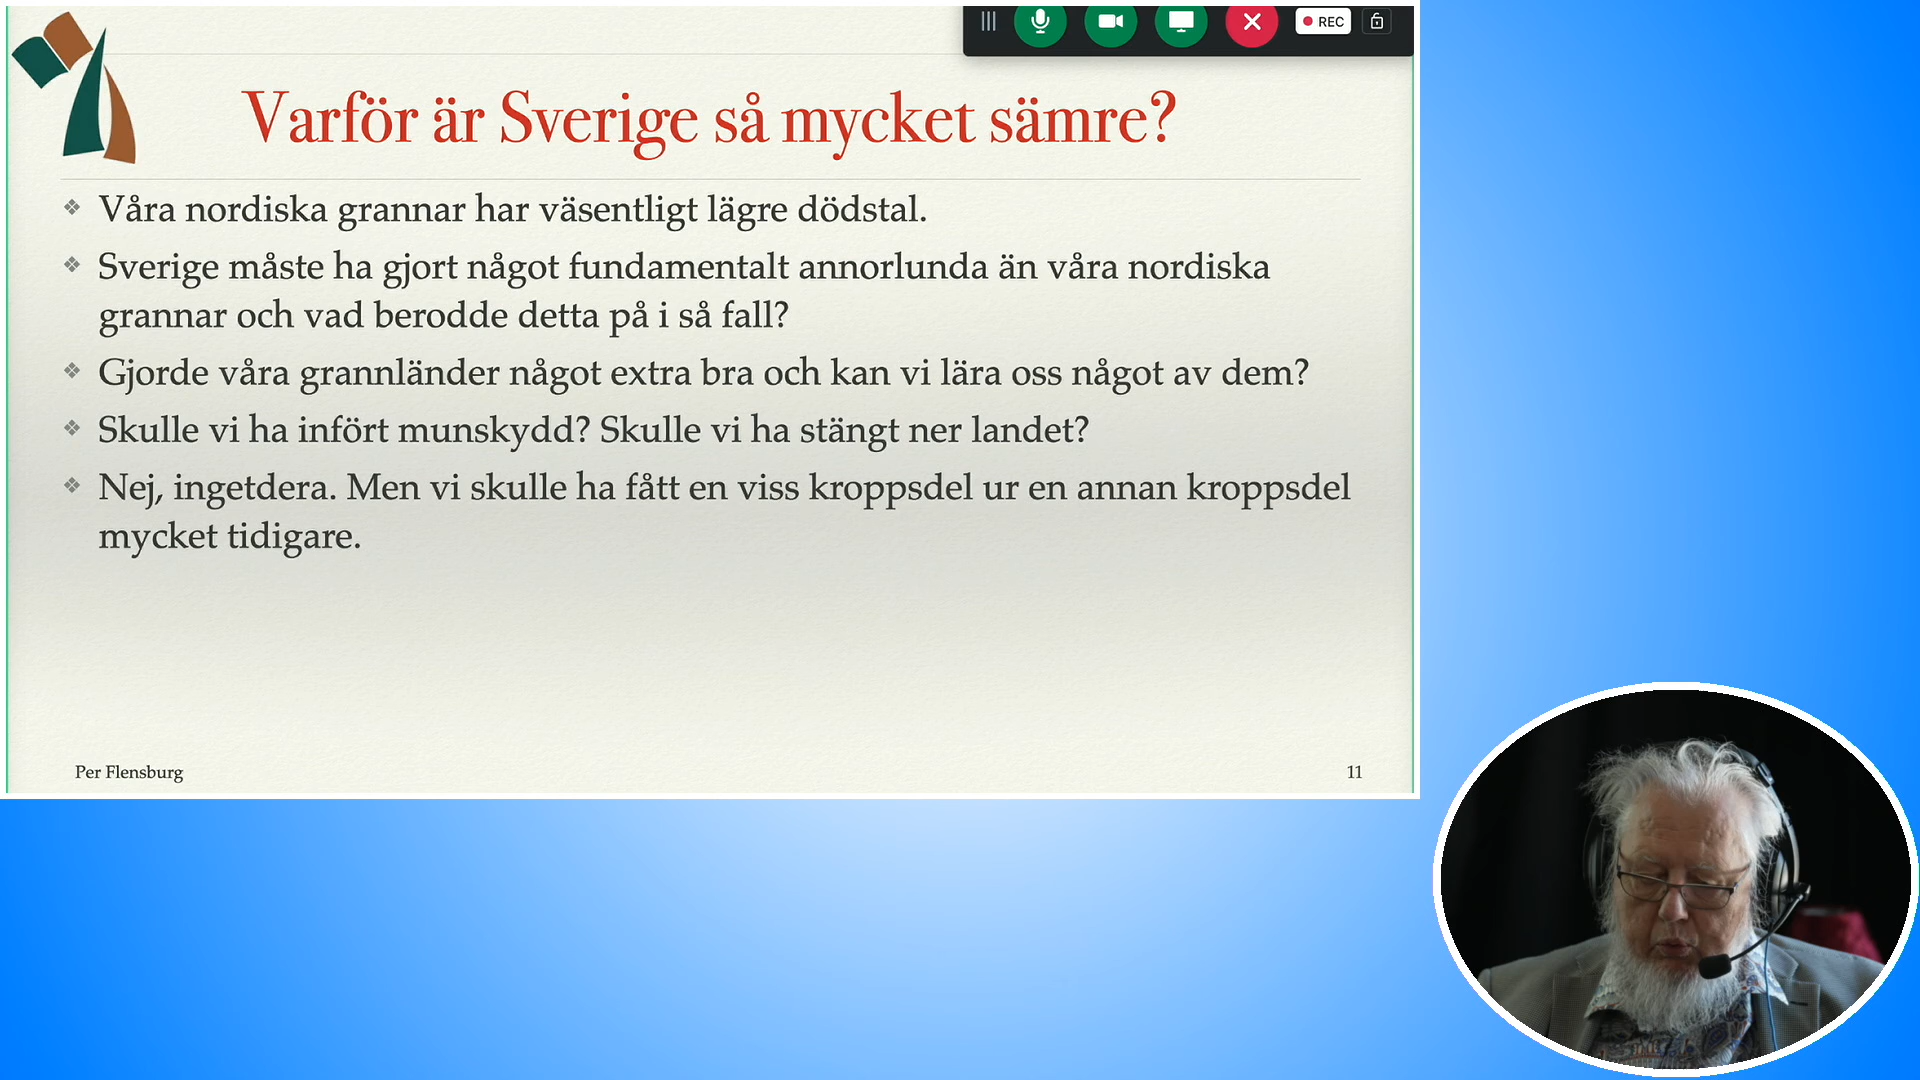 REC
Varför är Sverige så mycket sämre?
❖ Våra nordiska grannar har väsentligt lägre dödstal.
❖ Sverige måste ha gjort något fundamentalt annorlunda än våra nordiska
grannar och vad berodde detta på i så fall?
❖ Gjorde våra grannländer något extra bra och kan vi lära oss något av dem?
❖ Skulle vi ha infört munskydd? Skulle vi ha stängt ner landet?
❖ Nej, ingetdera. Men vi skulle ha fått en viss kroppsdel ur en annan kroppsdel
mycket tidigare.
Per Flensburg
11